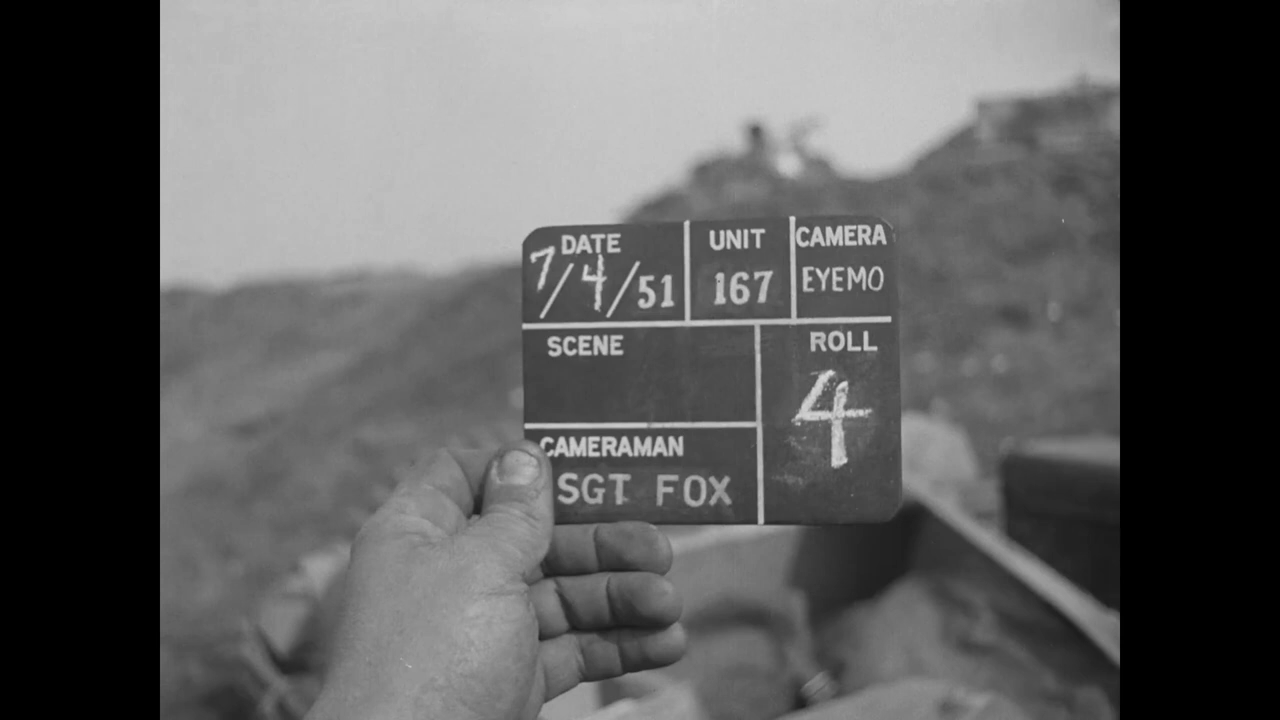 DATE UNIT CAMERA
7/4/51 167 EYEMO
SCENE ROLL
4
CAMERAMAN
SGT FOX